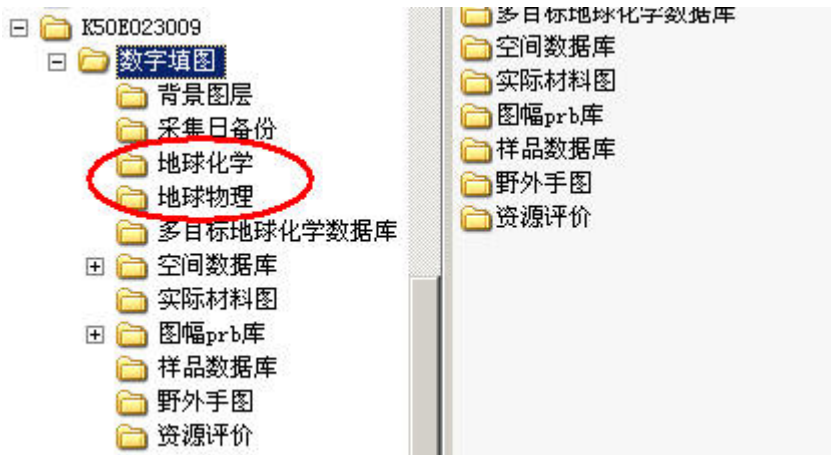 K50E023009
数字填图
背景图层
采集日备份
地球化学
地球物理
多目标地球化学数据库
空间数据库
实际材料图
图幅prb库
样品数据库
野外手图
资源评价
多目标地球化学数据库
空间数据库
实际材料图
图幅prb库
样品数据库
野外手图
资源评价